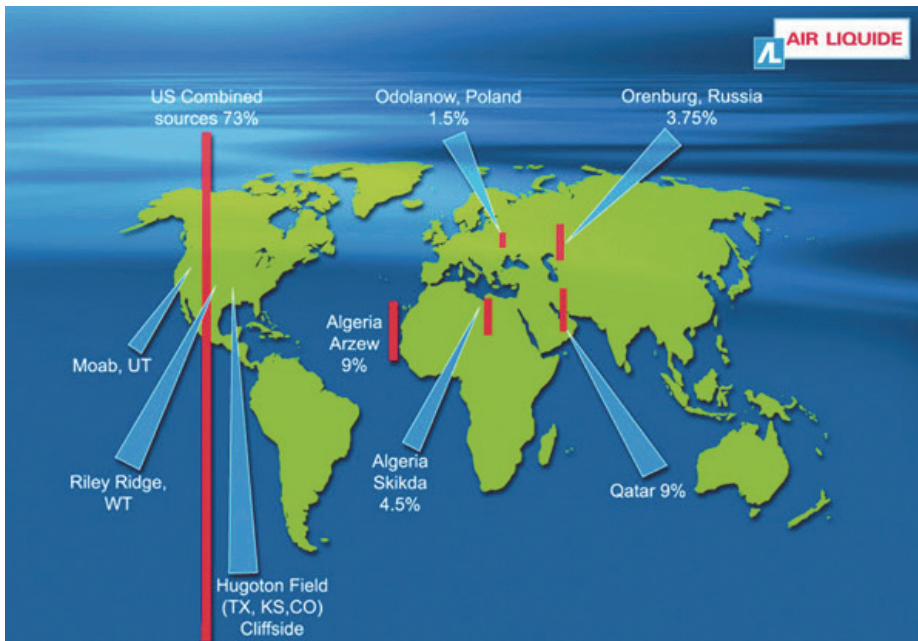 AL AIR LIQUIDE
US Combined
sources 73%
Odolanow, Poland
1.5%
Orenburg, Russia
3.75%
Algeria
Arzew
9%
Moab, UT
Riley Ridge,
WT
Algeria
Skikda
4.5%
Qatar 9%
Hugoton Field
(TX, KS,CO)
Cliffside